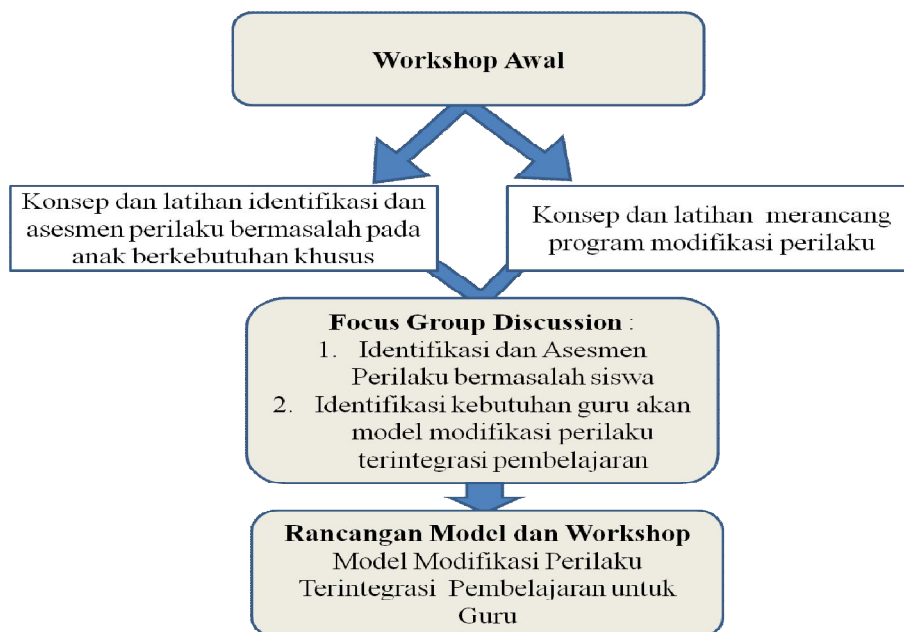 Workshop Awal
Konsep dan latihan identifikasi dan
asesmen perilaku bermasalah pada
anak berkebutuhan khusus
Konsep dan latihan merancang
program modifikasi perilaku
Focus Group Discussion :
1. Identifikasi dan Asesmen
Perilaku bermasalah siswa
2. Identifikasi kebutuhan guru akan
model modifikasi perilaku
terintegrasi pembelajaran
Rancangan Model dan Workshop
Model Modifikasi Perilaku
Terintegrasi Pembelajaran untuk
Guru